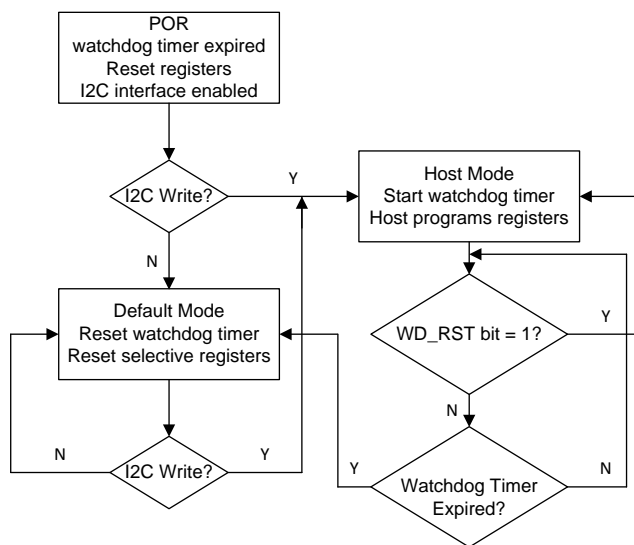 POR
watchdog timer expired
Reset registers
I2C interface enabled
I2C Write?
Y
N
Host Mode
Start watchdog timer
Host programs registers
Default Mode
Reset watchdog timer
Reset selective registers
WD_RST bit = 1?
Y
N
I2C Write?
N
Y
Watchdog Timer
Expired?
Y
N